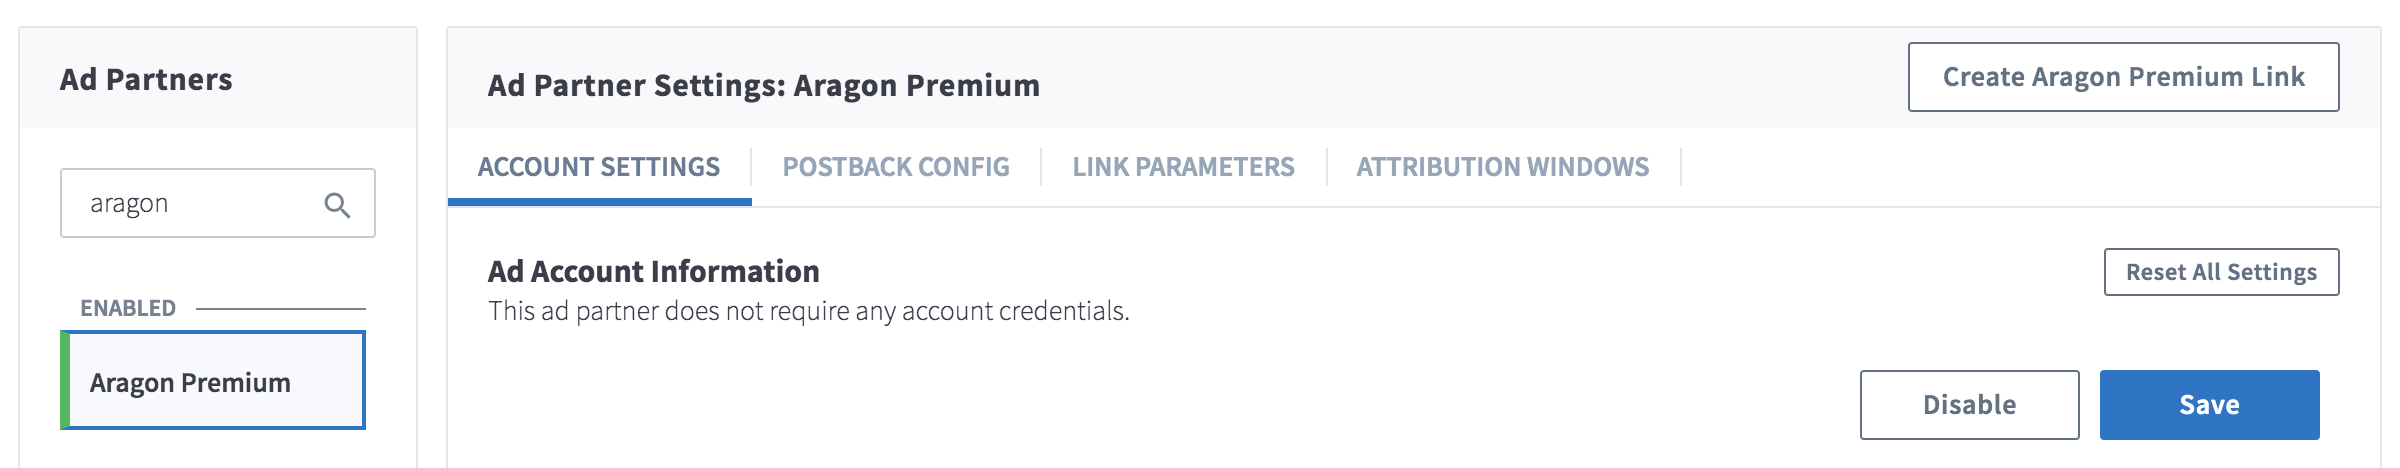 Ad Partners
aragon
ENABLED
Aragon Premium
Ad Partner Settings: Aragon Premium
Create Aragon Premium Link
ACCOUNT SETTINGS
POSTBACK CONFIG
LINK PARAMETERS
ATTRIBUTION WINDOWS
Ad Account Information
Reset All Settings
This ad partner does not require any account credentials.
Disable
Save